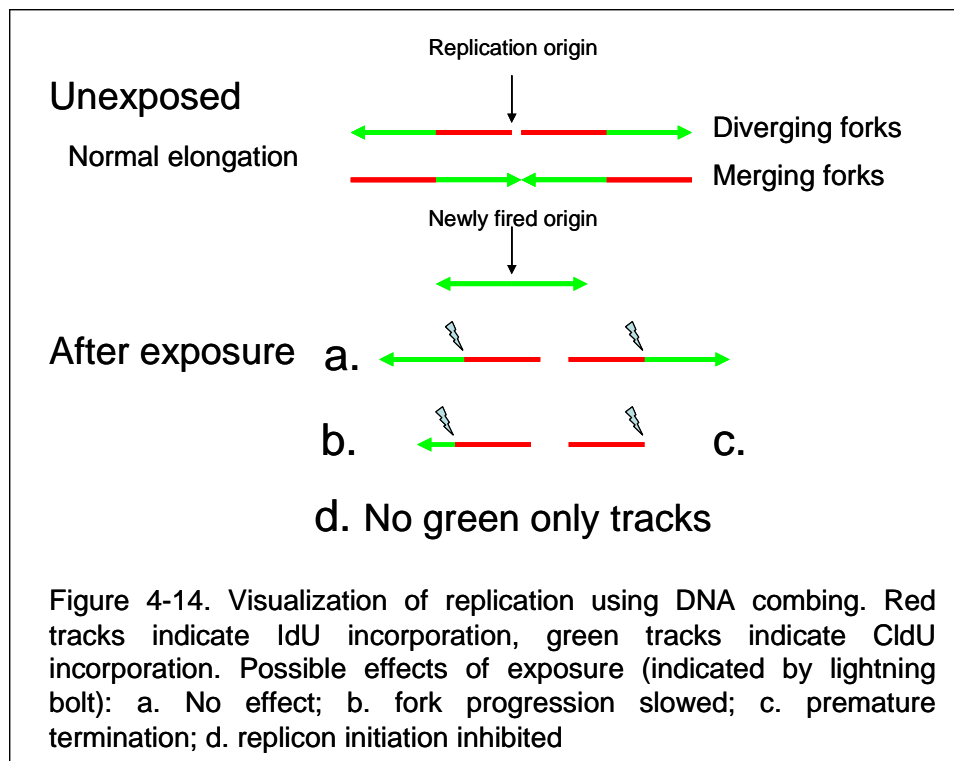 Replication origin
Unexposed
Diverging forks
Normal elongation
Merging forks
Newly fired origin
After exposure a.
b. c.
d. No green only tracks
Figure 4-14. Visualization of replication using DNA combing. Red
tracks indicate IdU incorporation, green tracks indicate CldU
incorporation. Possible effects of exposure (indicated by lightning
bolt): a. No effect; b. fork progression slowed; c. premature
termination; d. replicon initiation inhibited